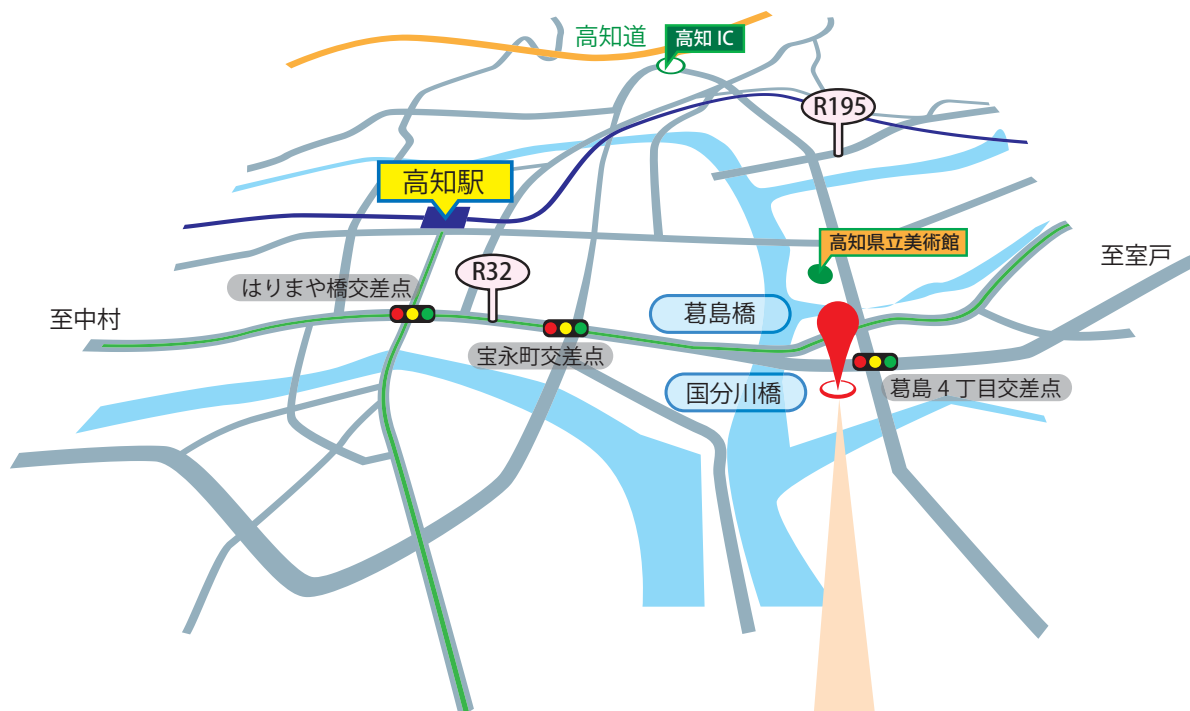 高知道
高知 IC
R195
高知駅
高知県立美術館
至室戸
R32
はりまや橋交差点
至中村
葛島橋
宝永町交差点
国分川橋
葛島４丁目交差点